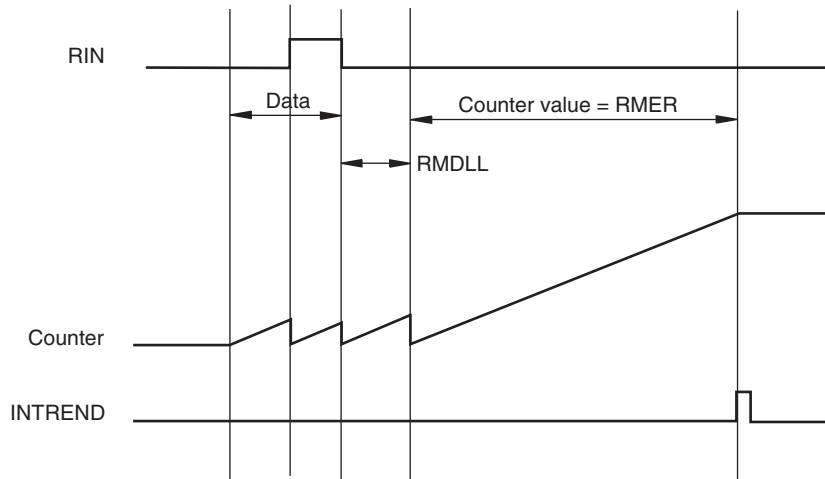 RIN
Data
Counter value = RMER
RMDLL
Counter
INTREND